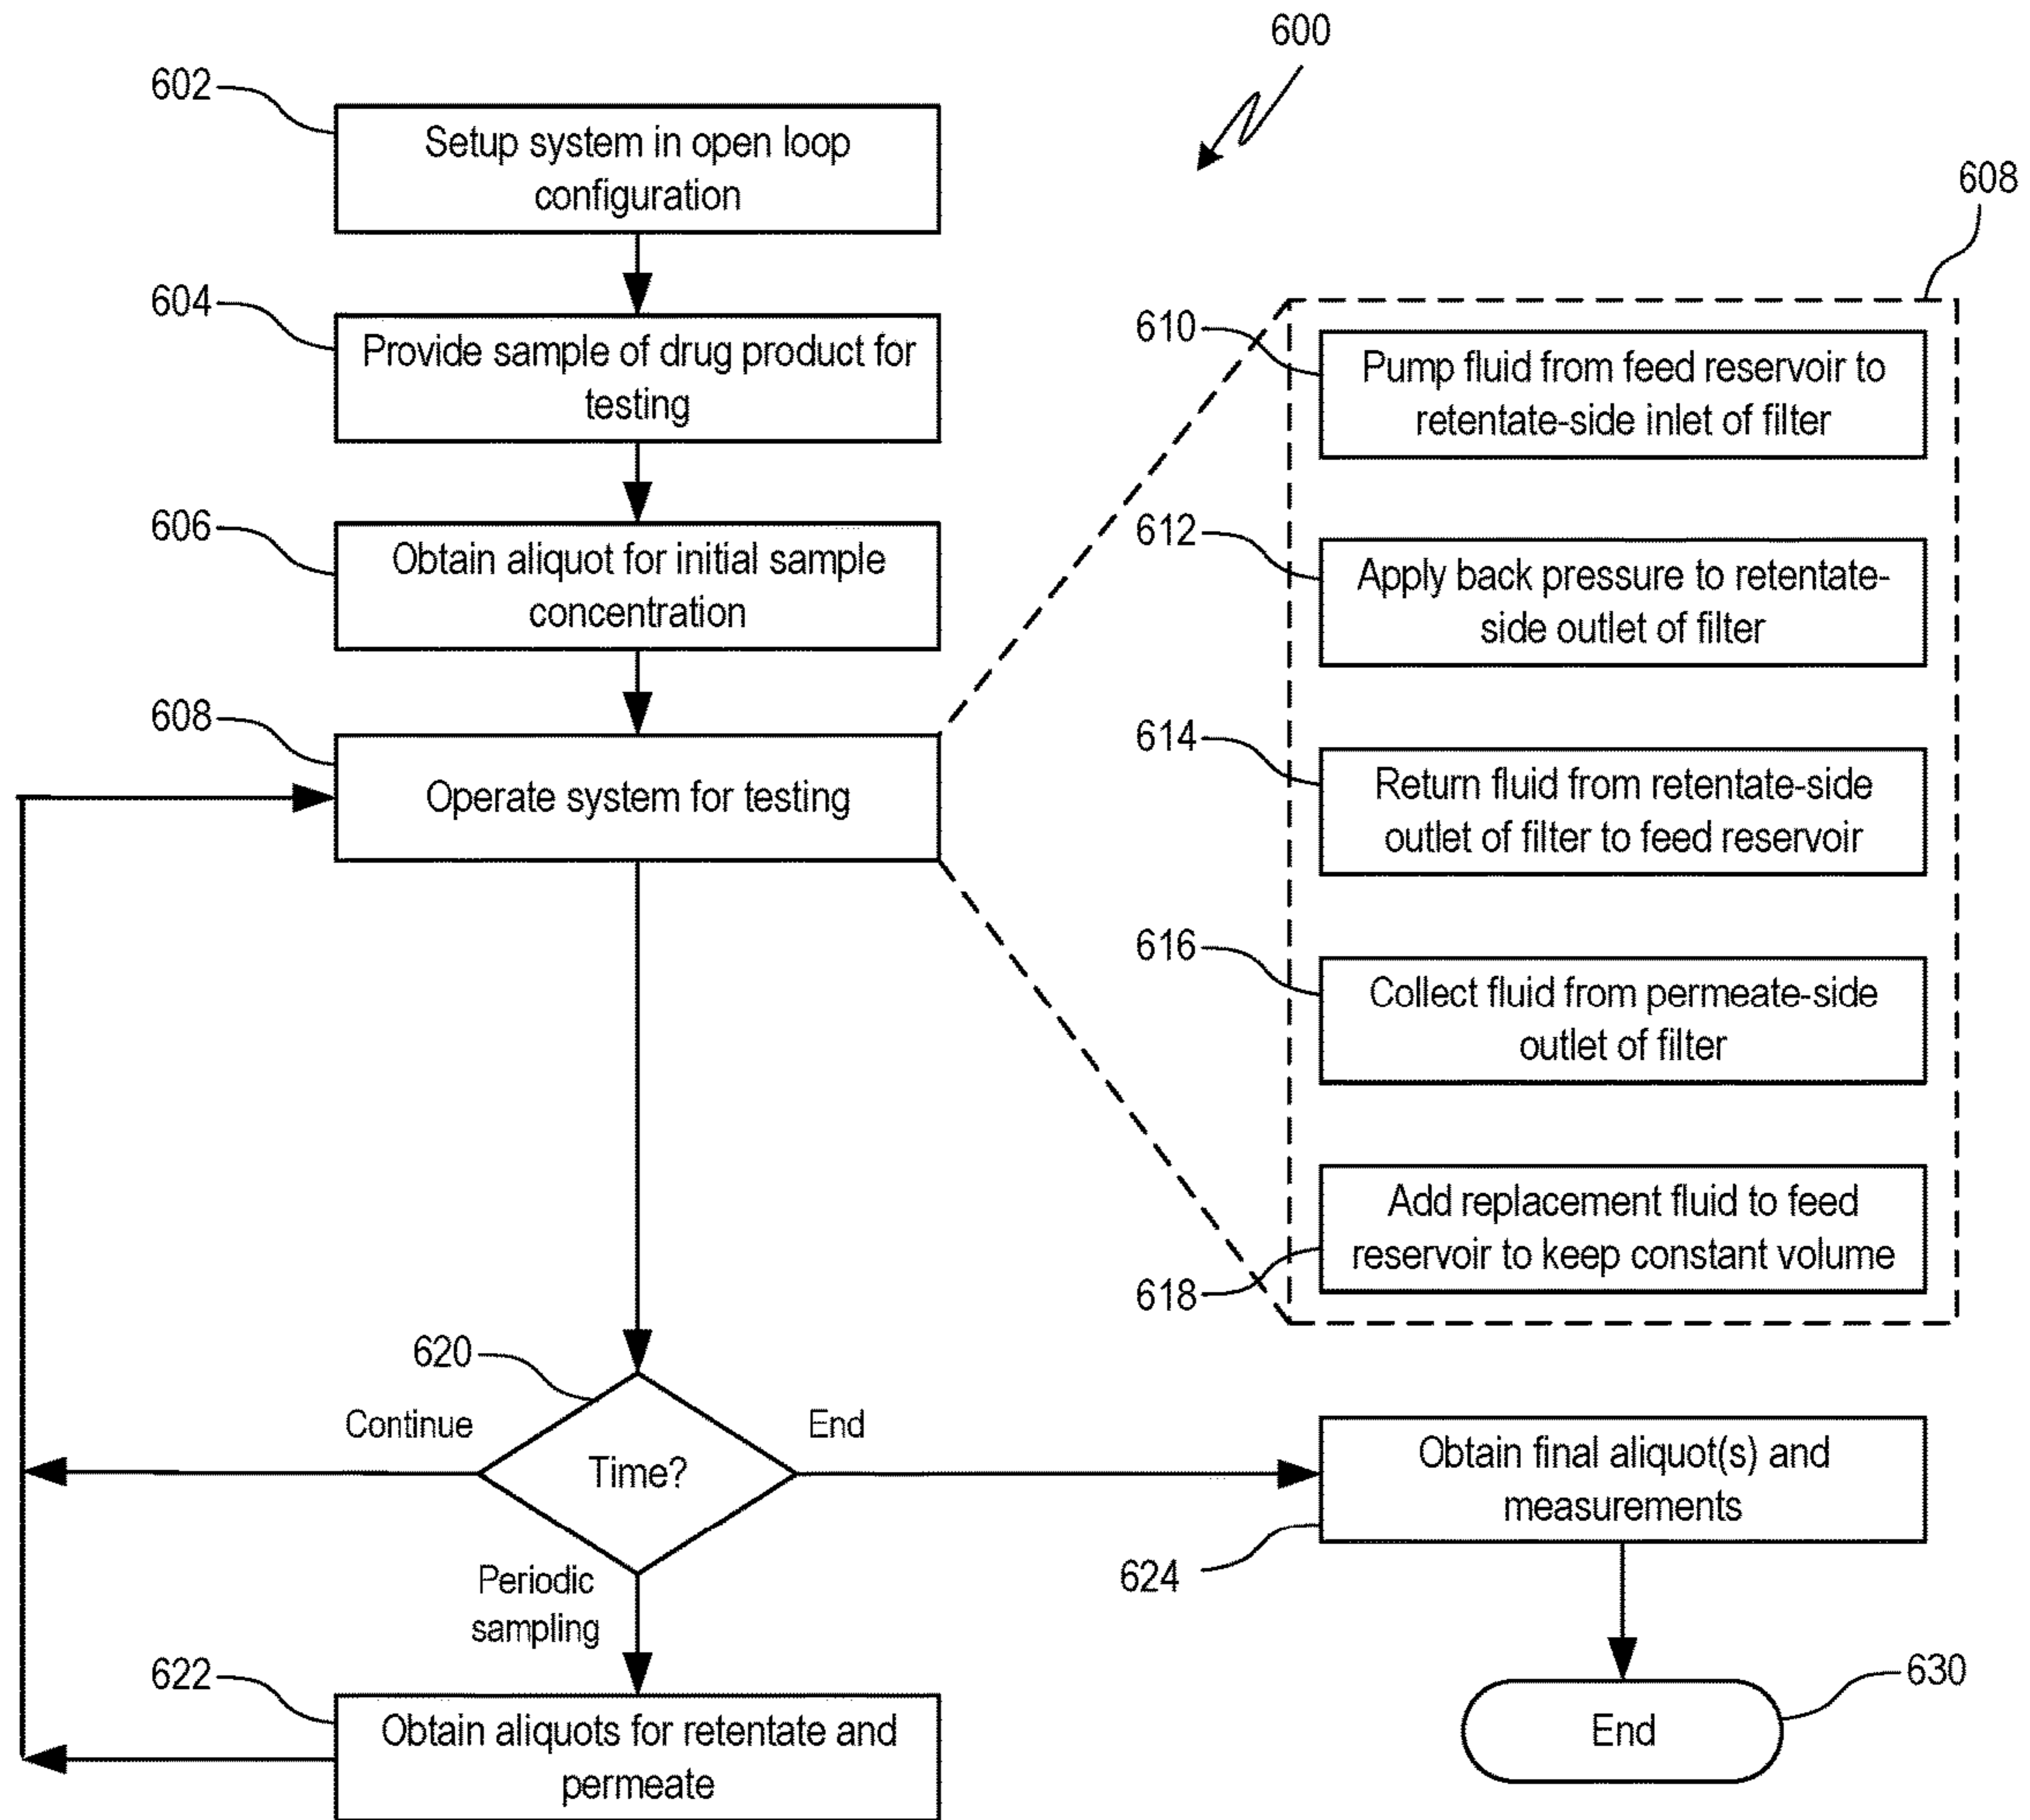 600
602
Setup system in open loop
configuration
604
Provide sample of drug product for
testing
606
Obtain aliquot for initial sample
concentration
608
Operate system for testing
608
610
Pump fluid from feed reservoir to
retentate-side inlet of filter
612
Apply back pressure to retentate-
side outlet of filter
614
Return fluid from retentate-side
outlet of filter to feed reservoir
616
Collect fluid from permeate-side
outlet of filter
618
Add replacement fluid to feed
reservoir to keep constant volume
620
Time?
Continue
End
Periodic
sampling
622
Obtain aliquots for retentate and
permeate
624
Obtain final aliquot(s) and
measurements
630
End